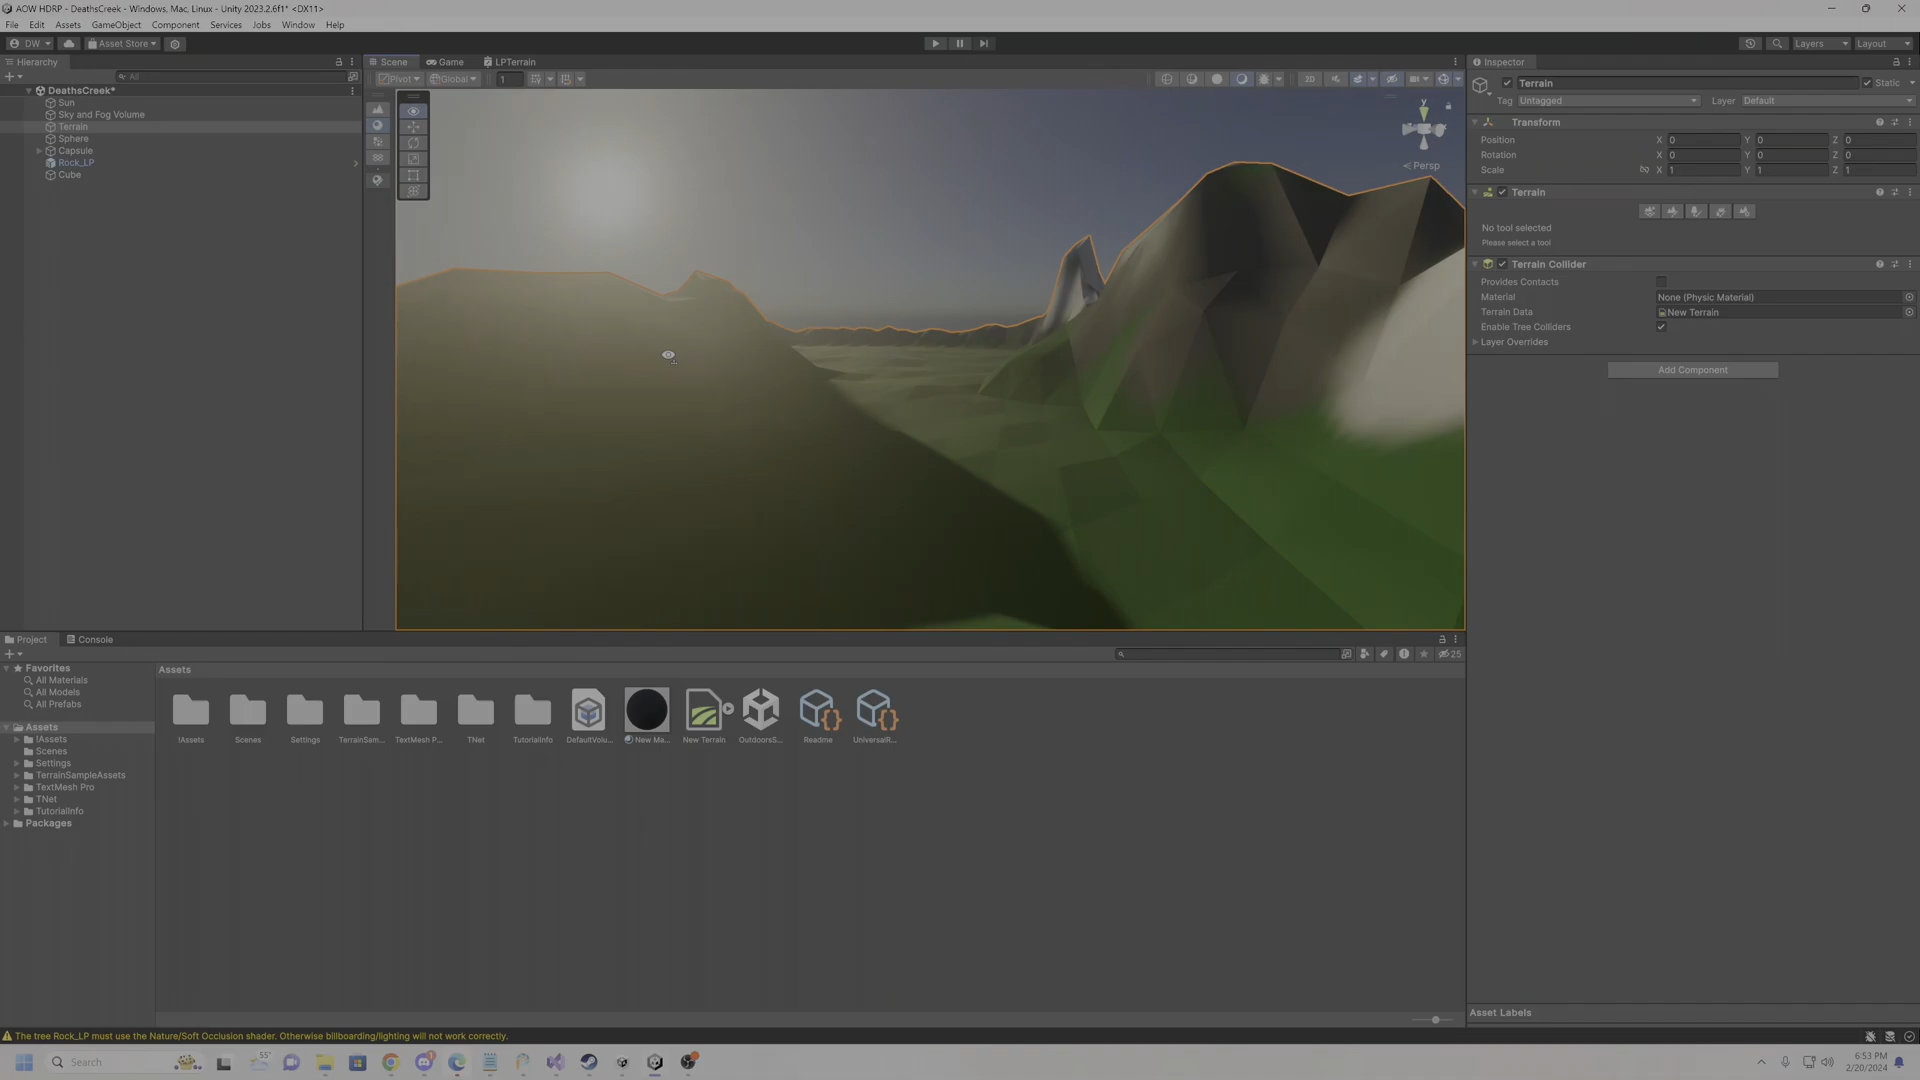 AOW HDRP - DeathsCreek - Windows, Mac, Linux - Unity 2023.2.6f1* <DX11>
File Edit Assets GameObject Component Services Jobs Window Help
DW Asset Store Layers Layout
Hierarchy
All
DeathsCreek*
Sun
Sky and Fog Volume
Terrain
Sphere
Capsule
Rock_LP
Cube
Scene Game LPTerrain
Pivot Global 1 2D
y
< Persp
Inspector
Terrain Static
Tag Untagged Layer Default
Transform
Position X 0 Y 0 Z 0
Rotation X 0 Y 0 Z 0
Scale X 1 Y 1 Z 1
Terrain
No tool selected
Please select a tool
Terrain Collider
Provides Contacts
Material None (Physic Material)
Terrain Data New Terrain
Enable Tree Colliders
Layer Overrides
Add Component
Project Console
25
Favorites
All Materials
All Models
All Prefabs
Assets
!Assets
Scenes
Settings
TerrainSampleAssets
TextMesh Pro
TNet
TutorialInfo
Packages
Assets
!Assets Scenes Settings TerrainSam... TextMesh P... TNet TutorialInfo DefaultVolu... New Ma... New Terrain OutdoorsS... Readme UniversalR...
Asset Labels
The tree Rock_LP must use the Nature/Soft Occlusion shader. Otherwise billboarding/lighting will not work correctly.
Search
55°
6:53 PM
2/20/2024